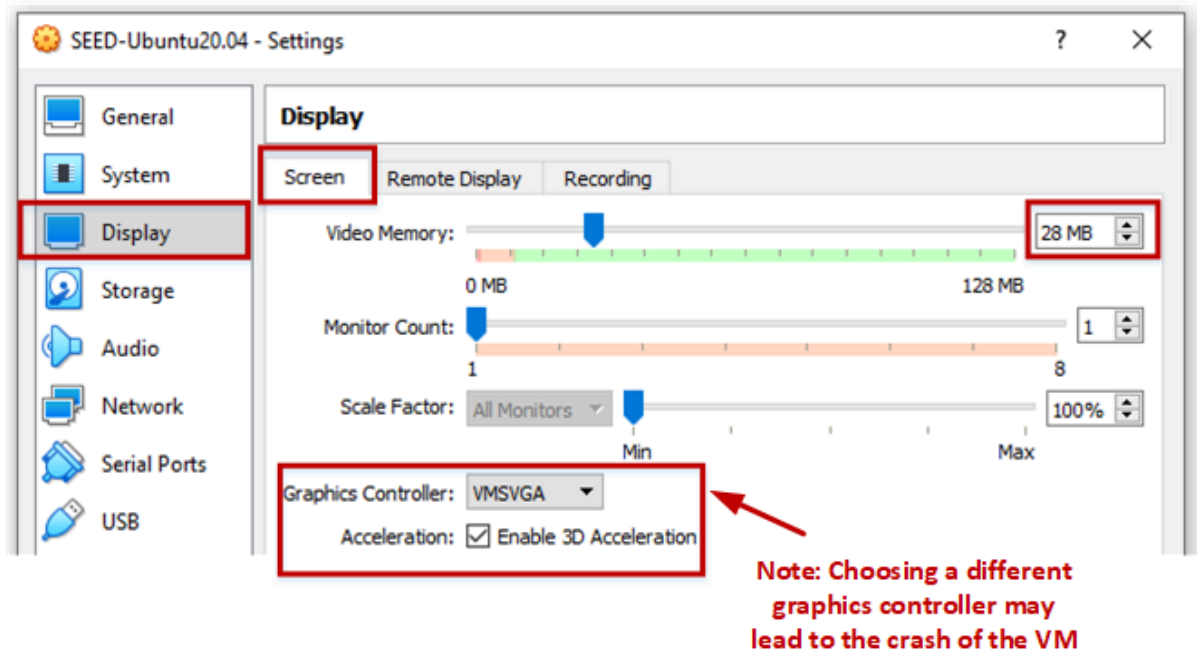 SEED-Ubuntu20.04 - Settings ? ×
General
System
Display
Storage
Audio
Network
Serial Ports
USB
Display
Screen Remote Display Recording
Video Memory: 28 MB
0 MB 128 MB
Monitor Count: 1
1 8
Scale Factor: All Monitors 100%
Min Max
Graphics Controller: VMSVGA
Acceleration: Enable 3D Acceleration
Note: Choosing a different
graphics controller may
lead to the crash of the VM